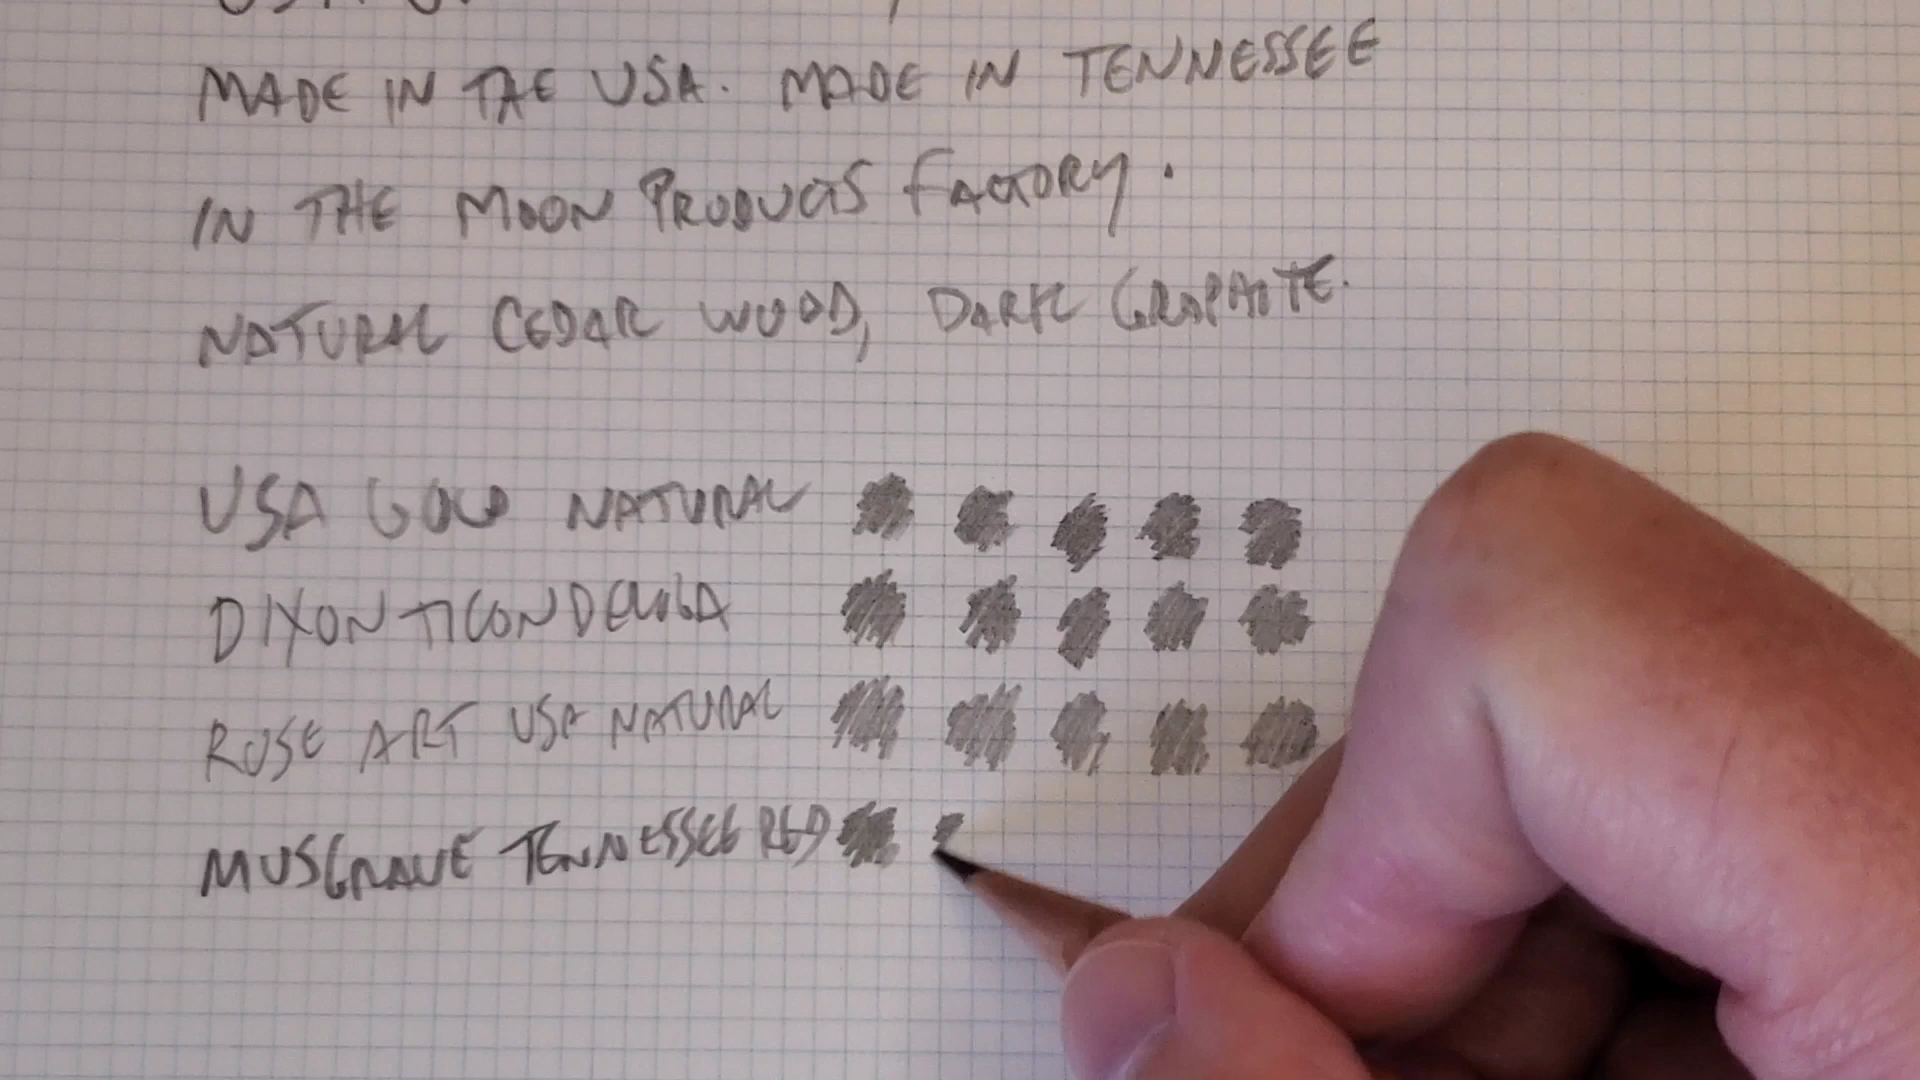 MADE IN THE USA. MADE IN TENNESSEE
IN THE MOON PRODUCTS FACTORY.
NATURAL CEDAR WOOD, DARK GRAPHITE.
USA GOLD NATURAL
DIXON TICONDEROGA
ROSE ART USA NATURAL
MUSGRAVE TENNESSEE RED